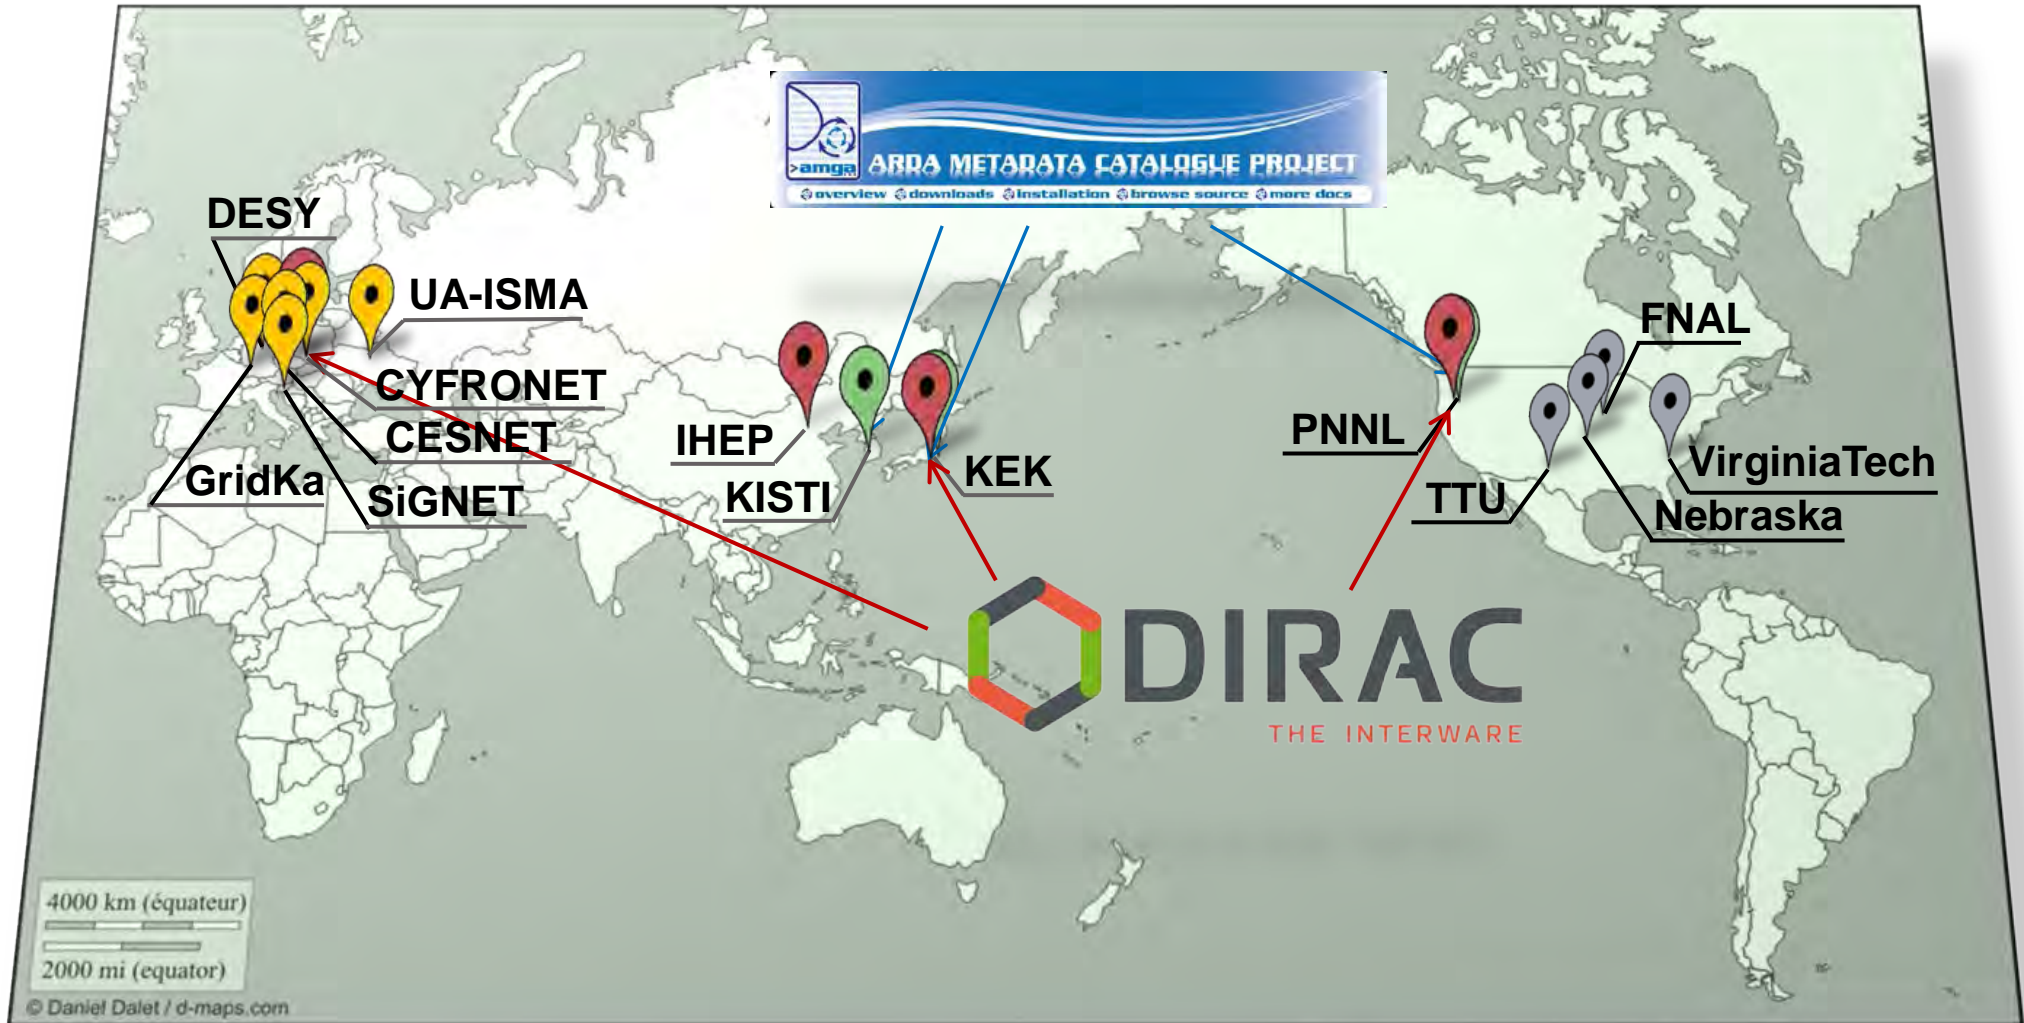 >amga
ARDA METADATA CATALOGUE PROJECT
overview downloads installation browse source more docs
DESY
UA-ISMA
FNAL
CYFRONET
CESNET
IHEP
PNNL
GridKa
SiGNET
KISTI
KEK
TTU
VirginiaTech
Nebraska
DIRAC
THE INTERWARE
4000 km (équateur)
2000 mi (equator)
© Daniel Dalet / d-maps.com